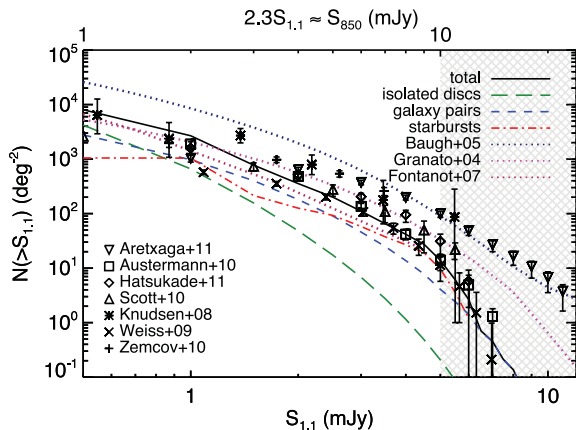 2.3S1.1 ≈ S850 (mJy)
1 10
10^5
10^4
10^3
10^2
10^1
10^0
10^-1
N(>S1.1) (deg^-2)
total
isolated discs
galaxy pairs
starbursts
Baugh+05
Granato+04
Fontanot+07
Aretxaga+11
Austermann+10
Hatsukade+11
Scott+10
Knudsen+08
Weiss+09
Zemcov+10
1 10
S1.1 (mJy)